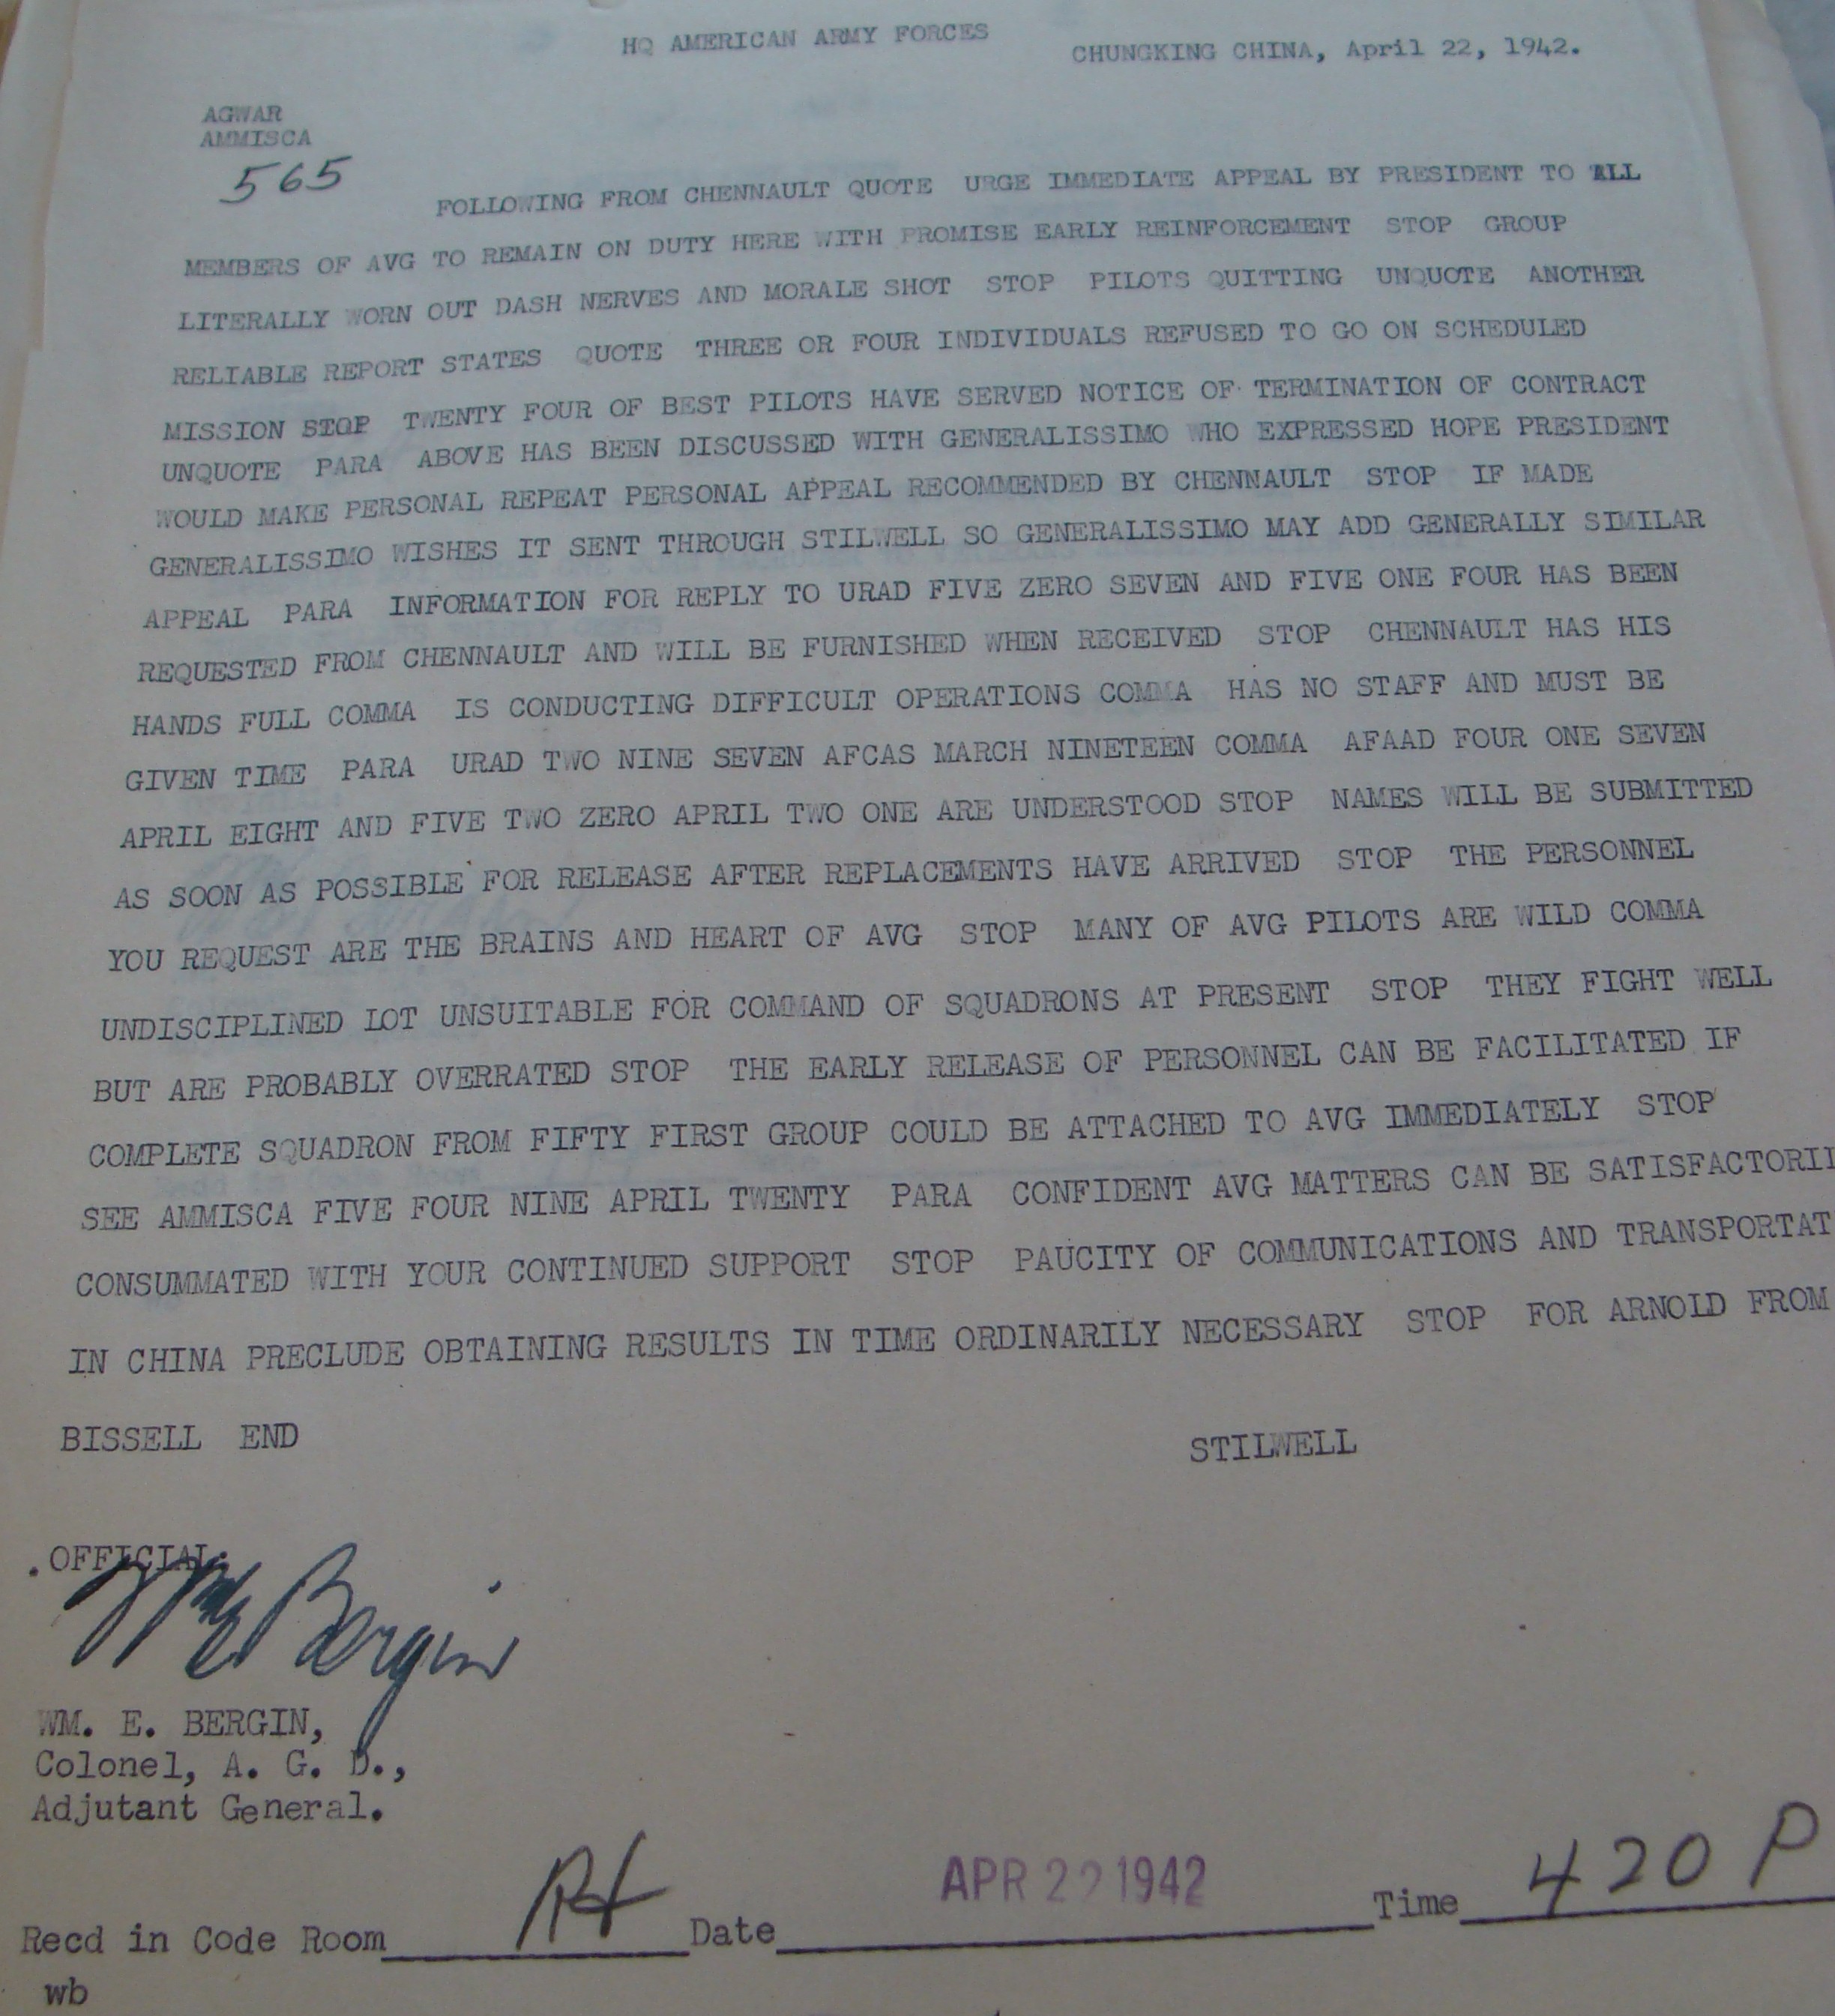 HQ AMERICAN ARMY FORCES
CHUNGKING CHINA, April 22, 1942.
AGWAR
AMMISCA
565
FOLLOWING FROM CHENNAULT QUOTE URGE IMMEDIATE APPEAL BY PRESIDENT TO ALL
MEMBERS OF AVG TO REMAIN ON DUTY HERE WITH PROMISE EARLY REINFORCEMENT STOP GROUP
LITERALLY WORN OUT DASH NERVES AND MORALE SHOT STOP PILOTS QUITTING UNQUOTE ANOTHER
RELIABLE REPORT STATES QUOTE THREE OR FOUR INDIVIDUALS REFUSED TO GO ON SCHEDULED
MISSION STOP TWENTY FOUR OF BEST PILOTS HAVE SERVED NOTICE OF TERMINATION OF CONTRACT
UNQUOTE PARA ABOVE HAS BEEN DISCUSSED WITH GENERALISSIMO WHO EXPRESSED HOPE PRESIDENT
WOULD MAKE PERSONAL REPEAT PERSONAL APPEAL RECOMMENDED BY CHENNAULT STOP IF MADE
GENERALISSIMO WISHES IT SENT THROUGH STILWELL SO GENERALISSIMO MAY ADD GENERALLY SIMILAR
APPEAL PARA INFORMATION FOR REPLY TO URAD FIVE ZERO SEVEN AND FIVE ONE FOUR HAS BEEN
REQUESTED FROM CHENNAULT AND WILL BE FURNISHED WHEN RECEIVED STOP CHENNAULT HAS HIS
HANDS FULL COMMA IS CONDUCTING DIFFICULT OPERATIONS COMMA HAS NO STAFF AND MUST BE
GIVEN TIME PARA URAD TWO NINE SEVEN AFCAS MARCH NINETEEN COMMA AFAAD FOUR ONE SEVEN
APRIL EIGHT AND FIVE TWO ZERO APRIL TWO ONE ARE UNDERSTOOD STOP NAMES WILL BE SUBMITTED
AS SOON AS POSSIBLE FOR RELEASE AFTER REPLACEMENTS HAVE ARRIVED STOP THE PERSONNEL
YOU REQUEST ARE THE BRAINS AND HEART OF AVG STOP MANY OF AVG PILOTS ARE WILD COMMA
UNDISCIPLINED LOT UNSUITABLE FOR COMMAND OF SQUADRONS AT PRESENT STOP THEY FIGHT WELL
BUT ARE PROBABLY OVERRATED STOP THE EARLY RELEASE OF PERSONNEL CAN BE FACILITATED IF
COMPLETE SQUADRON FROM FIFTY FIRST GROUP COULD BE ATTACHED TO AVG IMMEDIATELY STOP
SEE AMMISCA FIVE FOUR NINE APRIL TWENTY PARA CONFIDENT AVG MATTERS CAN BE SATISFACTORIL
CONSUMMATED WITH YOUR CONTINUED SUPPORT STOP PAUCITY OF COMMUNICATIONS AND TRANSPORTAT
IN CHINA PRECLUDE OBTAINING RESULTS IN TIME ORDINARILY NECESSARY STOP FOR ARNOLD FROM
BISSELL END
STILWELL
OFFICIAL:
Wm E Bergin
WM. E. BERGIN,
Colonel, A. G. D.,
Adjutant General.
Recd in Code Room RH Date APR 22 1942 Time 420 P
wb